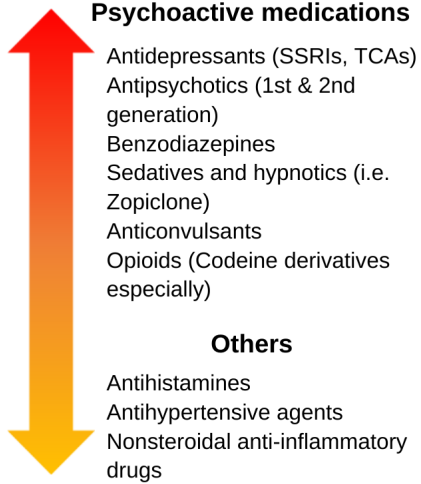 Psychoactive medications
Antidepressants (SSRIs, TCAs)
Antipsychotics (1st & 2nd
generation)
Benzodiazepines
Sedatives and hypnotics (i.e.
Zopiclone)
Anticonvulsants
Opioids (Codeine derivatives
especially)
Others
Antihistamines
Antihypertensive agents
Nonsteroidal anti-inflammatory
drugs